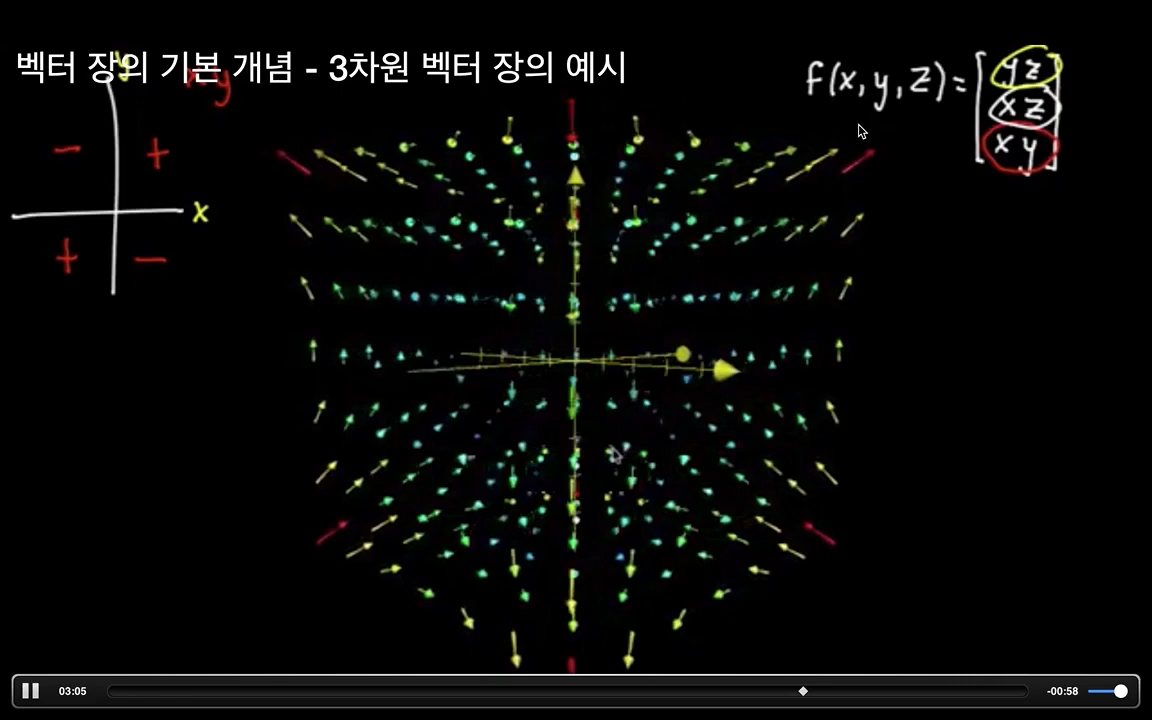 벡터 장의 기본 개념 - 3차원 벡터 장의 예시
y
xy
- +
x
+ -
f(x,y,z)=
yz
xz
xy
03:05
-00:58